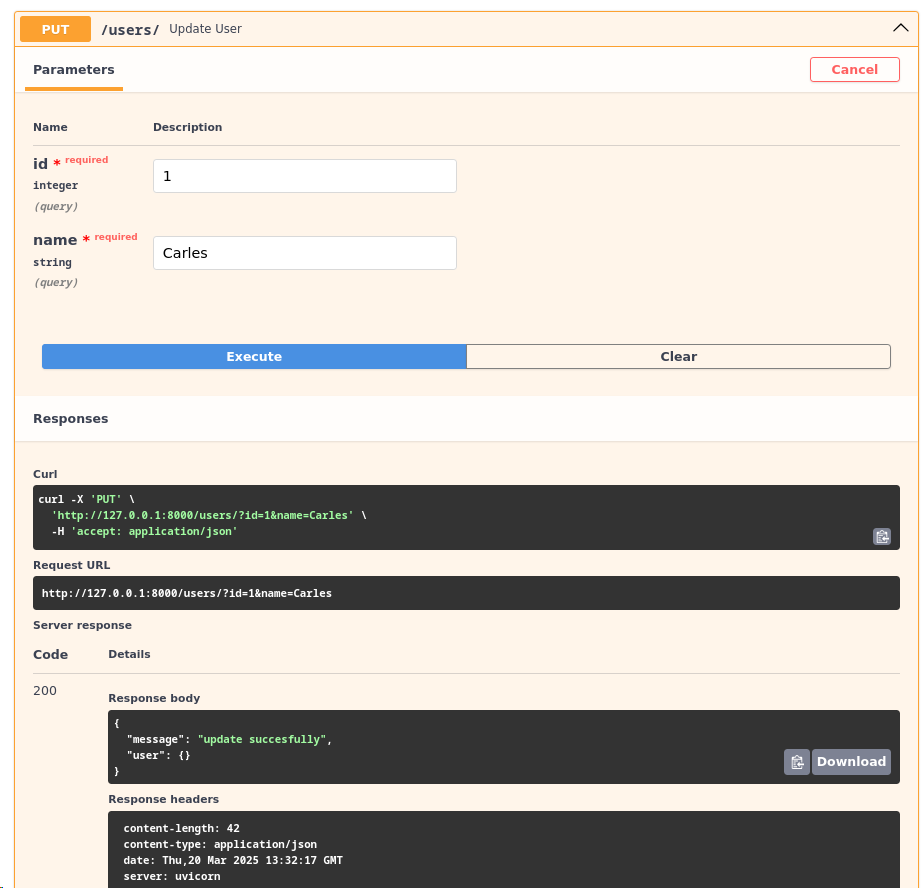 PUT /users/ Update User
Parameters
Cancel
Name Description
id * required
integer
(query)
1
name * required
string
(query)
Carles
Execute Clear
Responses
Curl
curl -X 'PUT' \
'http://127.0.0.1:8000/users/?id=1&name=Carles' \
-H 'accept: application/json'
Request URL
http://127.0.0.1:8000/users/?id=1&name=Carles
Server response
Code Details
200
Response body
{
"message": "update succesfully",
"user": {}
}
Download
Response headers
content-length: 42
content-type: application/json
date: Thu,20 Mar 2025 13:32:17 GMT
server: uvicorn